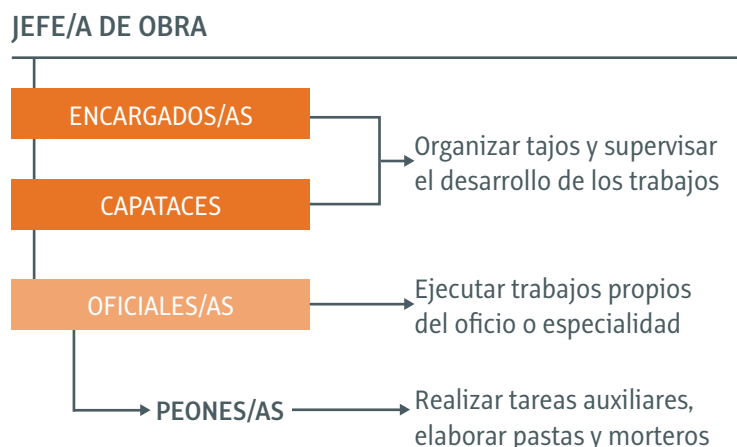 JEFE/A DE OBRA
ENCARGADOS/AS
Organizar tajos y supervisar
el desarrollo de los trabajos
CAPATACES
OFICIALES/AS
Ejecutar trabajos propios
del oficio o especialidad
PEONES/AS
Realizar tareas auxiliares,
elaborar pastas y morteros